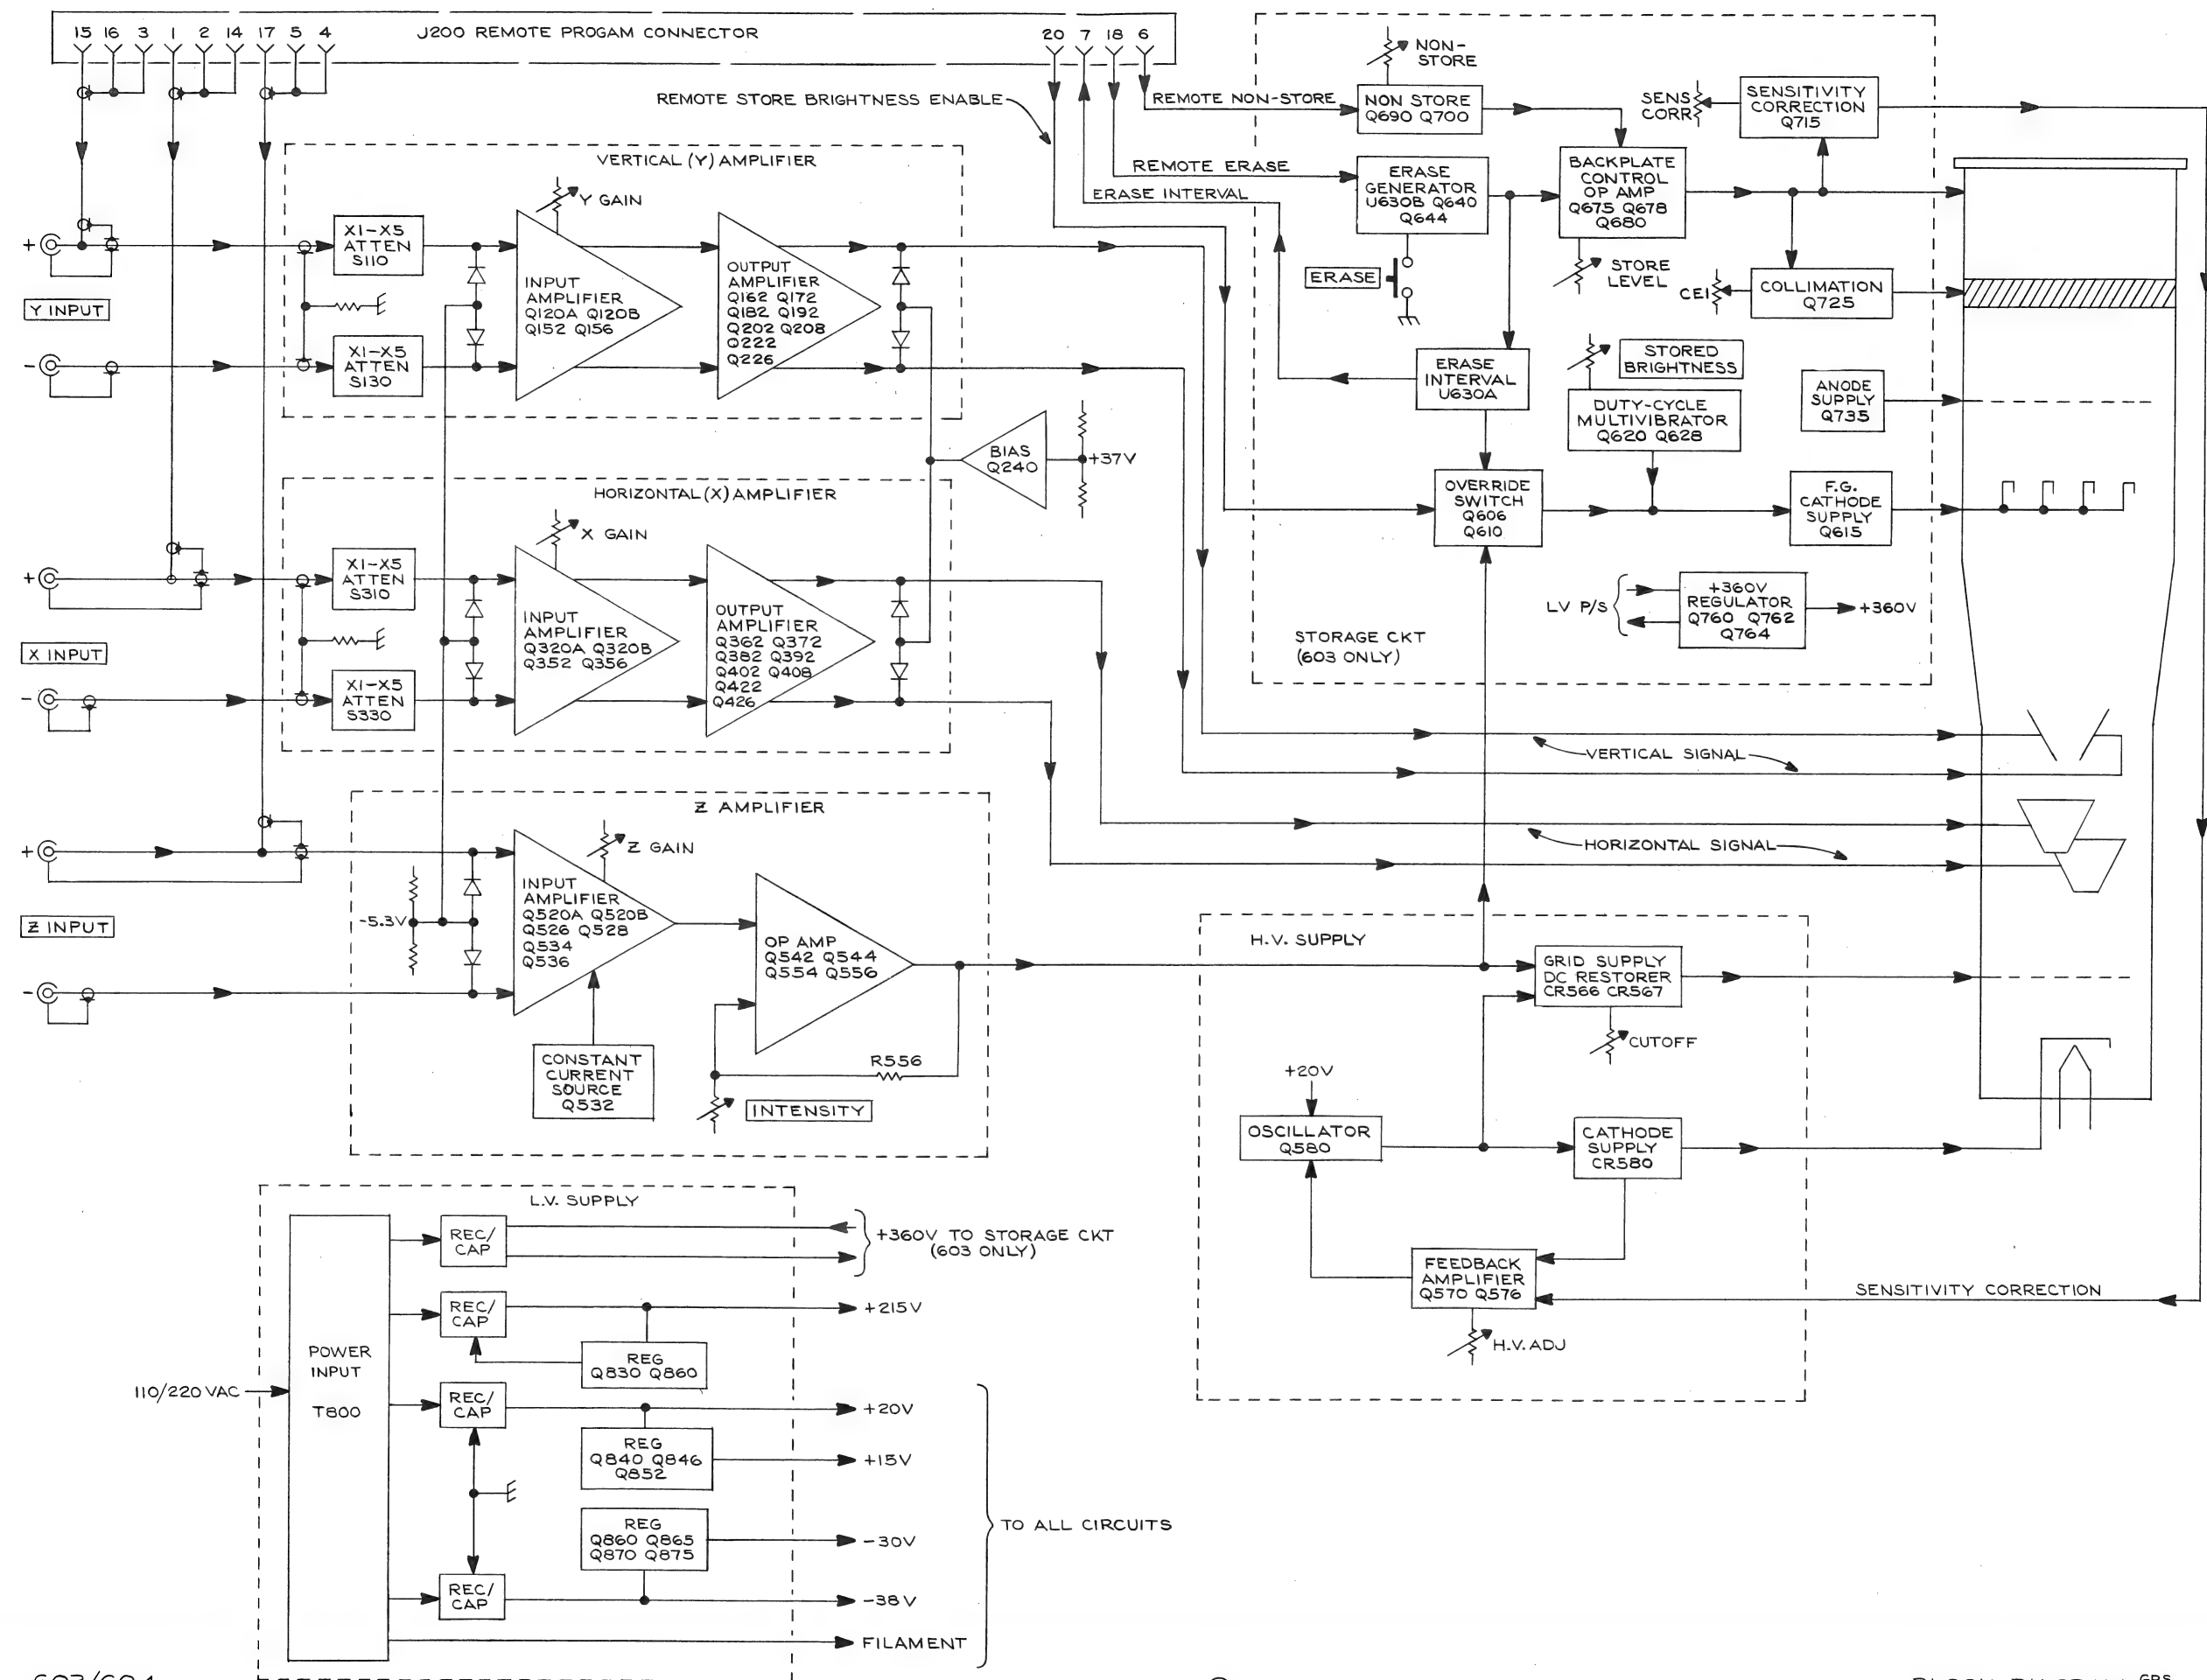 15 16 3 1 2 14 17 5 4
J200 REMOTE PROGAM CONNECTOR
20 7 18 6
REMOTE STORE BRIGHTNESS ENABLE
REMOTE NON-STORE
REMOTE ERASE
ERASE INTERVAL
NON-
STORE
NON STORE
Q690 Q700
SENS
CORR
SENSITIVITY
CORRECTION
Q715
ERASE
GENERATOR
U630B Q640
Q644
BACKPLATE
CONTROL
OP AMP
Q675 Q678
Q680
ERASE
STORE
LEVEL
CE1
COLLIMATION
Q725
ERASE
INTERVAL
U630A
STORED
BRIGHTNESS
DUTY-CYCLE
MULTIVIBRATOR
Q620 Q628
ANODE
SUPPLY
Q735
OVERRIDE
SWITCH
Q606
Q610
F.G.
CATHODE
SUPPLY
Q615
LV P/S
+360V
REGULATOR
Q760 Q762
Q764
+360V
STORAGE CKT
(603 ONLY)
VERTICAL (Y) AMPLIFIER
Y GAIN
+
X1-X5
ATTEN
S110
INPUT
AMPLIFIER
Q120A Q120B
Q152 Q156
OUTPUT
AMPLIFIER
Q162 Q172
Q182 Q192
Q202 Q208
Q222
Q226
Y INPUT
-
X1-X5
ATTEN
S130
BIAS
Q240
+37V
HORIZONTAL (X) AMPLIFIER
X GAIN
+
X1-X5
ATTEN
S310
INPUT
AMPLIFIER
Q320A Q320B
Q352 Q356
OUTPUT
AMPLIFIER
Q362 Q372
Q382 Q392
Q402 Q408
Q422
Q426
X INPUT
-
X1-X5
ATTEN
S330
VERTICAL SIGNAL
HORIZONTAL SIGNAL
Z AMPLIFIER
Z GAIN
+
INPUT
AMPLIFIER
Q520A Q520B
Q526 Q528
Q534
Q536
-5.3V
Z INPUT
-
OP AMP
Q542 Q544
Q554 Q556
CONSTANT
CURRENT
SOURCE
Q532
R556
INTENSITY
H.V. SUPPLY
GRID SUPPLY
DC RESTORER
CR566 CR567
CUTOFF
+20V
OSCILLATOR
Q580
CATHODE
SUPPLY
CR580
FEEDBACK
AMPLIFIER
Q570 Q576
H.V. ADJ
SENSITIVITY CORRECTION
L.V. SUPPLY
REC/
CAP
+360V TO STORAGE CKT
(603 ONLY)
REC/
CAP
+215V
REG
Q830 Q860
POWER
INPUT
T800
110/220 VAC
REC/
CAP
+20V
REG
Q840 Q846
Q852
+15V
TO ALL CIRCUITS
REG
Q860 Q865
Q870 Q875
-30V
REC/
CAP
-38V
FILAMENT